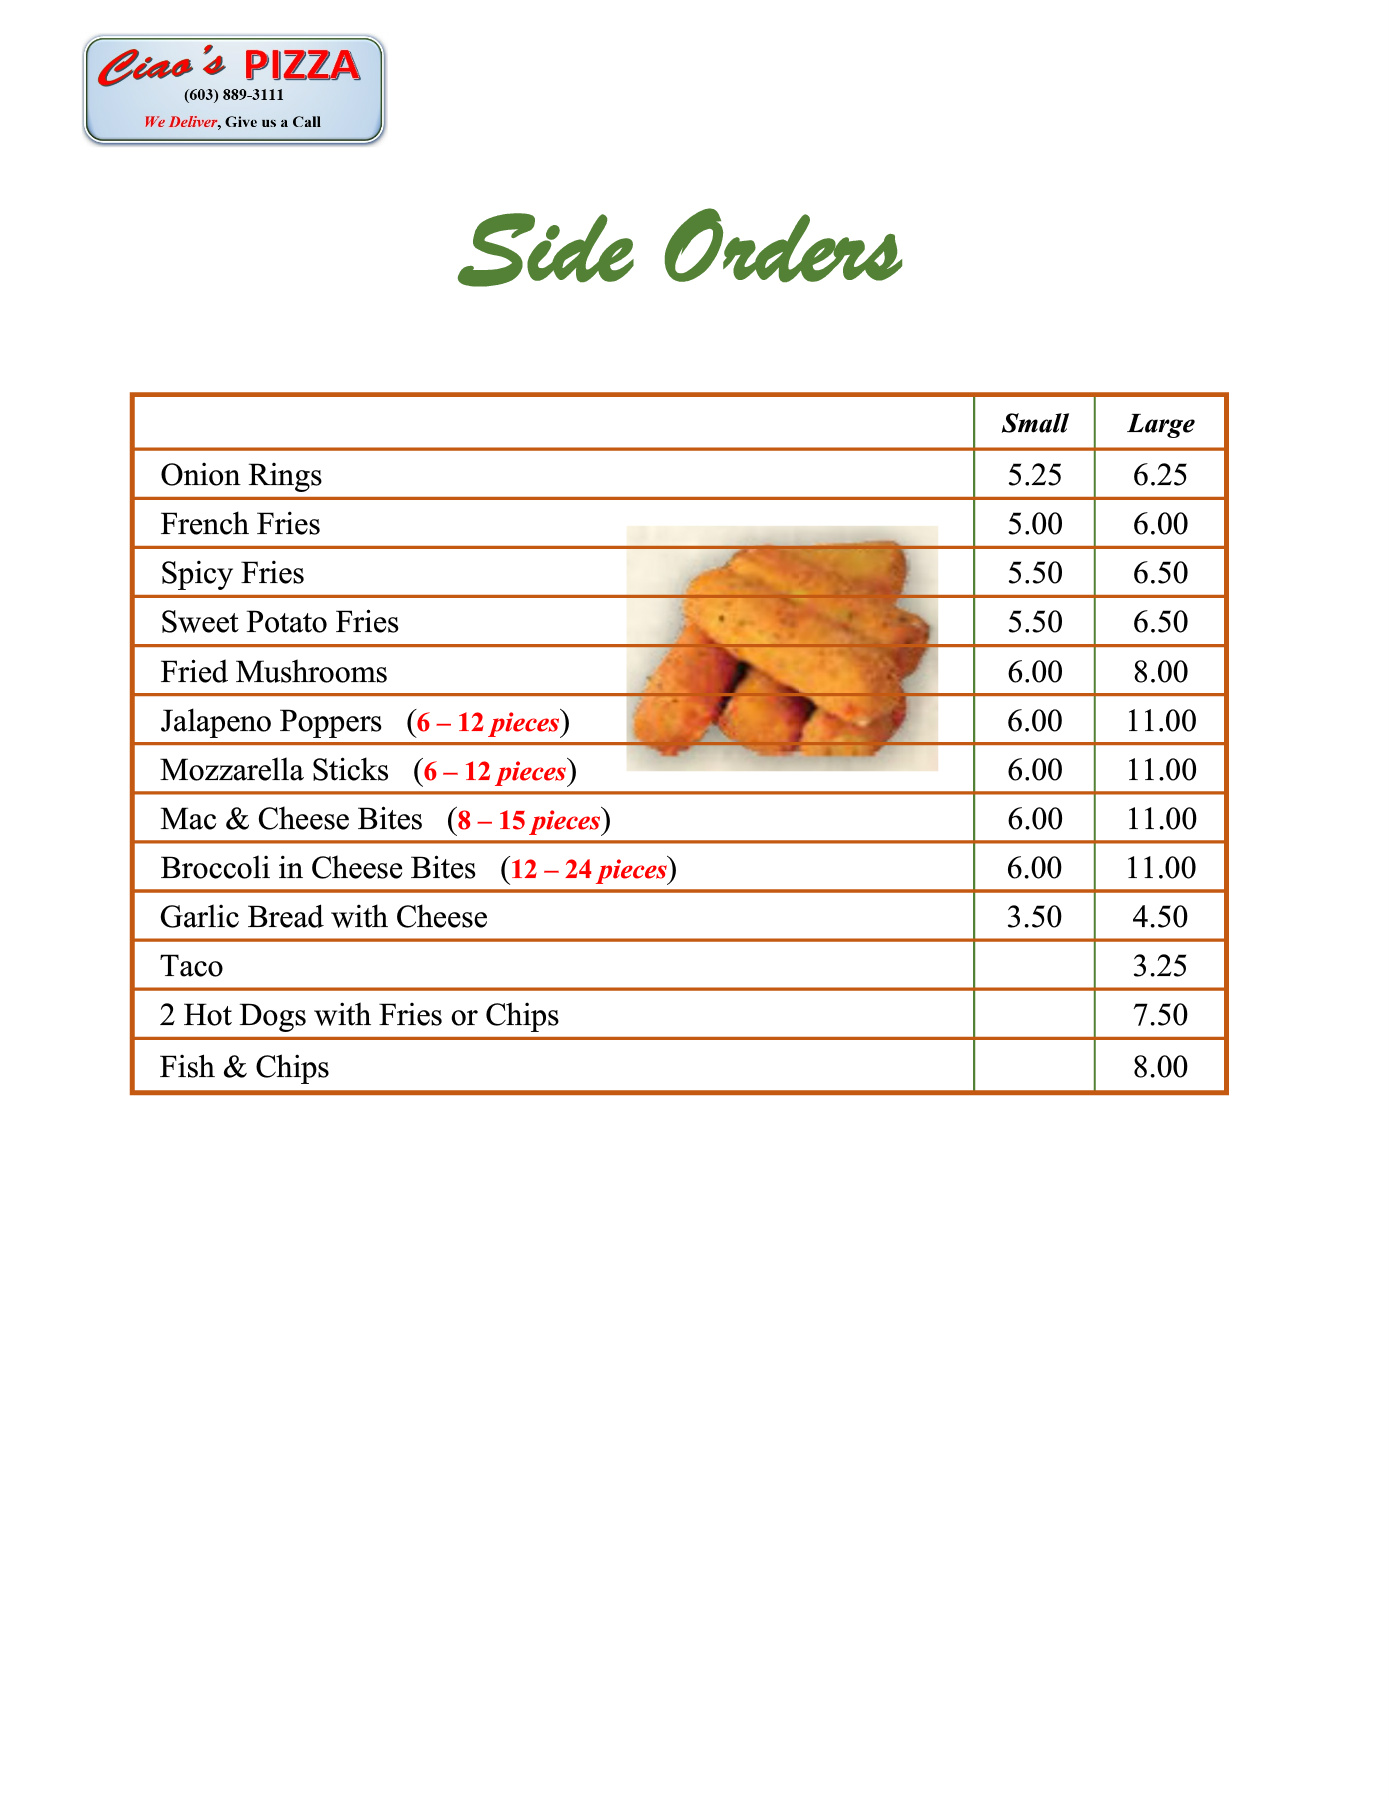 Ciao's PIZZA
(603) 889-3111
We Deliver, Give us a Call
Side Orders
Small Large
Onion Rings 5.25 6.25
French Fries 5.00 6.00
Spicy Fries 5.50 6.50
Sweet Potato Fries 5.50 6.50
Fried Mushrooms 6.00 8.00
Jalapeno Poppers (6 – 12 pieces) 6.00 11.00
Mozzarella Sticks (6 – 12 pieces) 6.00 11.00
Mac & Cheese Bites (8 – 15 pieces) 6.00 11.00
Broccoli in Cheese Bites (12 – 24 pieces) 6.00 11.00
Garlic Bread with Cheese 3.50 4.50
Taco 3.25
2 Hot Dogs with Fries or Chips 7.50
Fish & Chips 8.00